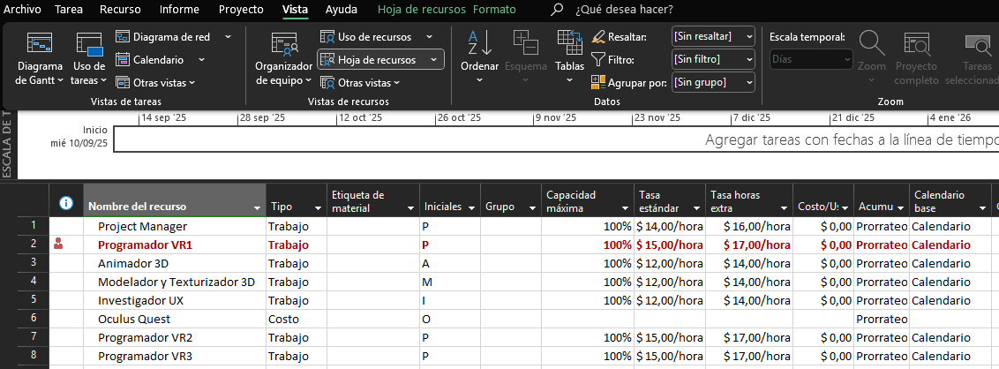 Archivo Tarea Recurso Informe Proyecto Vista Ayuda Hoja de recursos Formato ¿Qué desea hacer?
Diagrama de Gantt
Uso de tareas
Diagrama de red
Calendario
Otras vistas
Vistas de tareas
Organizador de equipo
Uso de recursos
Hoja de recursos
Otras vistas
Vistas de recursos
Ordenar
Esquema
Tablas
Resaltar: [Sin resaltar]
Filtro: [Sin filtro]
Agrupar por: [Sin grupo]
Datos
Escala temporal:
Días
Zoom
Proyecto completo
Tareas seleccionad
Zoom
ESCALA DE T
14 sep '25 28 sep '25 12 oct '25 26 oct '25 9 nov '25 23 nov '25 7 dic '25 21 dic '25 4 ene '26
Inicio
mié 10/09/25
Agregar tareas con fechas a la línea de tiempo
Nombre del recurso Tipo Etiqueta de material Iniciales Grupo Capacidad máxima Tasa estándar Tasa horas extra Costo/Us Acumu Calendario base
1 Project Manager Trabajo P 100% $ 14,00/hora $ 16,00/hora $ 0,00 Prorrateo Calendario
2 Programador VR1 Trabajo P 100% $ 15,00/hora $ 17,00/hora $ 0,00 Prorrateo Calendario
3 Animador 3D Trabajo A 100% $ 12,00/hora $ 14,00/hora $ 0,00 Prorrateo Calendario
4 Modelador y Texturizador 3D Trabajo M 100% $ 12,00/hora $ 14,00/hora $ 0,00 Prorrateo Calendario
5 Investigador UX Trabajo I 100% $ 12,00/hora $ 14,00/hora $ 0,00 Prorrateo Calendario
6 Oculus Quest Costo O Prorrateo
7 Programador VR2 Trabajo P 100% $ 15,00/hora $ 17,00/hora $ 0,00 Prorrateo Calendario
8 Programador VR3 Trabajo P 100% $ 15,00/hora $ 17,00/hora $ 0,00 Prorrateo Calendario